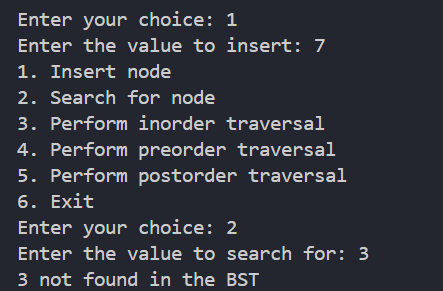 Enter your choice: 1
Enter the value to insert: 7
1. Insert node
2. Search for node
3. Perform inorder traversal
4. Perform preorder traversal
5. Perform postorder traversal
6. Exit
Enter your choice: 2
Enter the value to search for: 3
3 not found in the BST